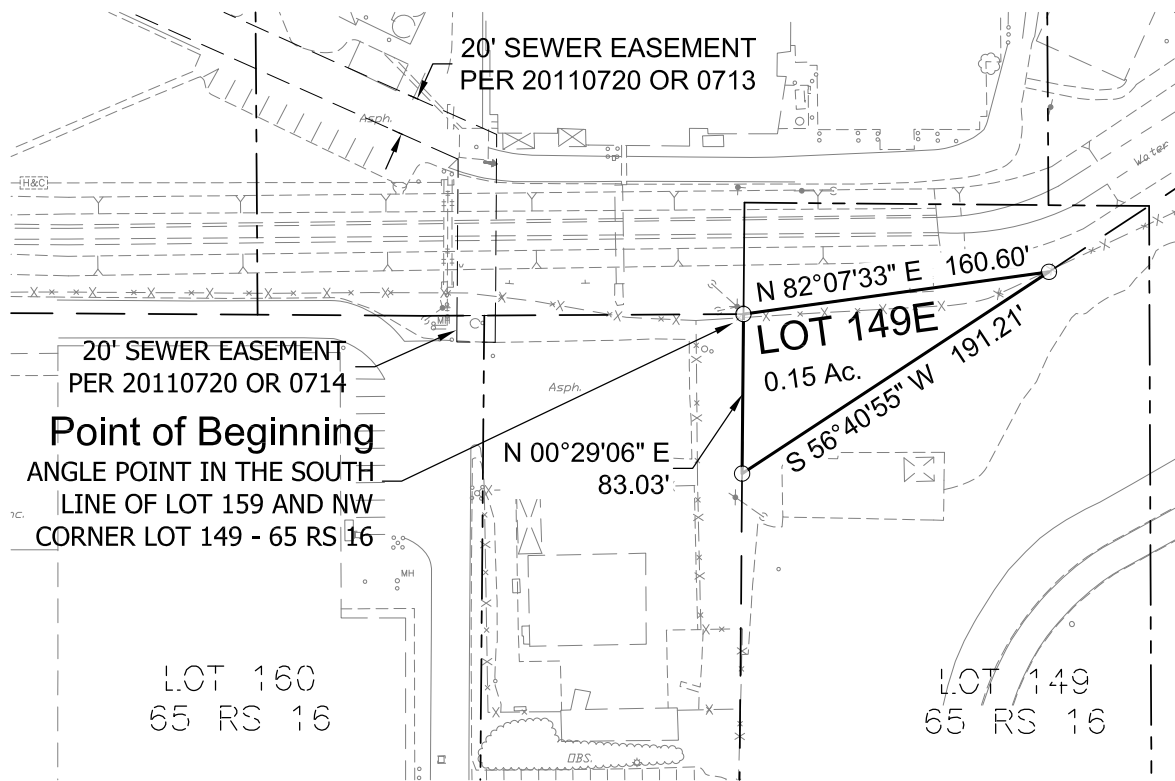 20' SEWER EASEMENT
PER 20110720 OR 0713
Asph.
Water
H&C
N 82°07'33" E 160.60'
LOT 149E
0.15 Ac.
S 56°40'55" W 191.21'
MH
20' SEWER EASEMENT
PER 20110720 OR 0714
Asph.
Point of Beginning
ANGLE POINT IN THE SOUTH
LINE OF LOT 159 AND NW
CORNER LOT 149 - 65 RS 16
N 00°29'06" E
83.03'
nc.
MH
LOT 160
65 RS 16
LOT 149
65 RS 16
OBS.